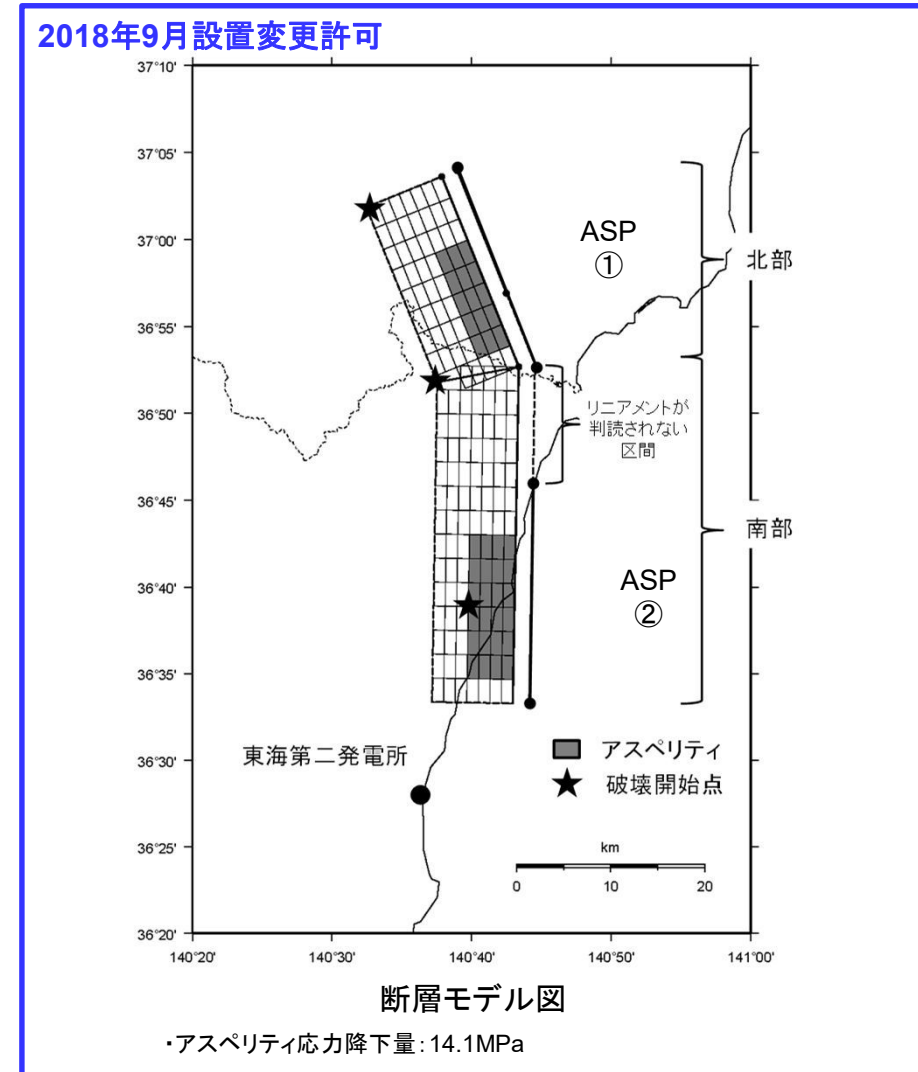 2018年9月設置変更許可
37°10'
37°05'
37°00'
36°55'
36°50'
36°45'
36°40'
36°35'
36°30'
36°25'
36°20'
ASP
①
北部
リニアメントが
判読されない
区間
南部
ASP
②
東海第二発電所
アスペリティ
破壊開始点
km
0 10 20
140°20' 140°30' 140°40' 140°50' 141°00'
断層モデル図
・アスペリティ応力降下量:14.1MPa